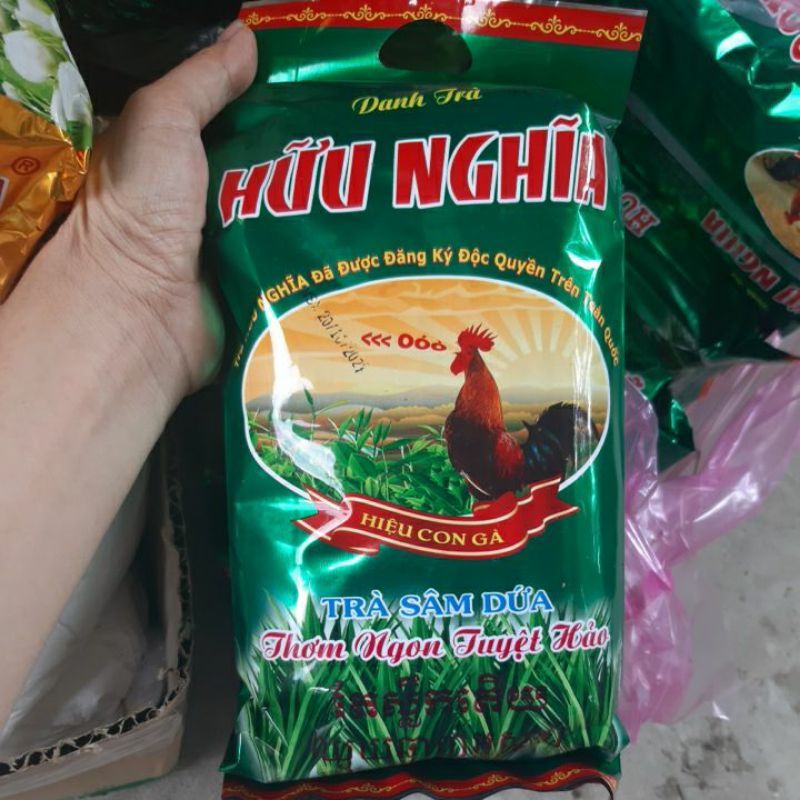 Danh Trà
HỮU NGHĨA
NGHĨA Đã Được Đăng Ký Độc Quyền Trên Toàn Quốc
<<< Oóò
HIỆU CON GÀ
TRÀ SÂM DỨA
Thơm Ngon Tuyệt Hảo
®